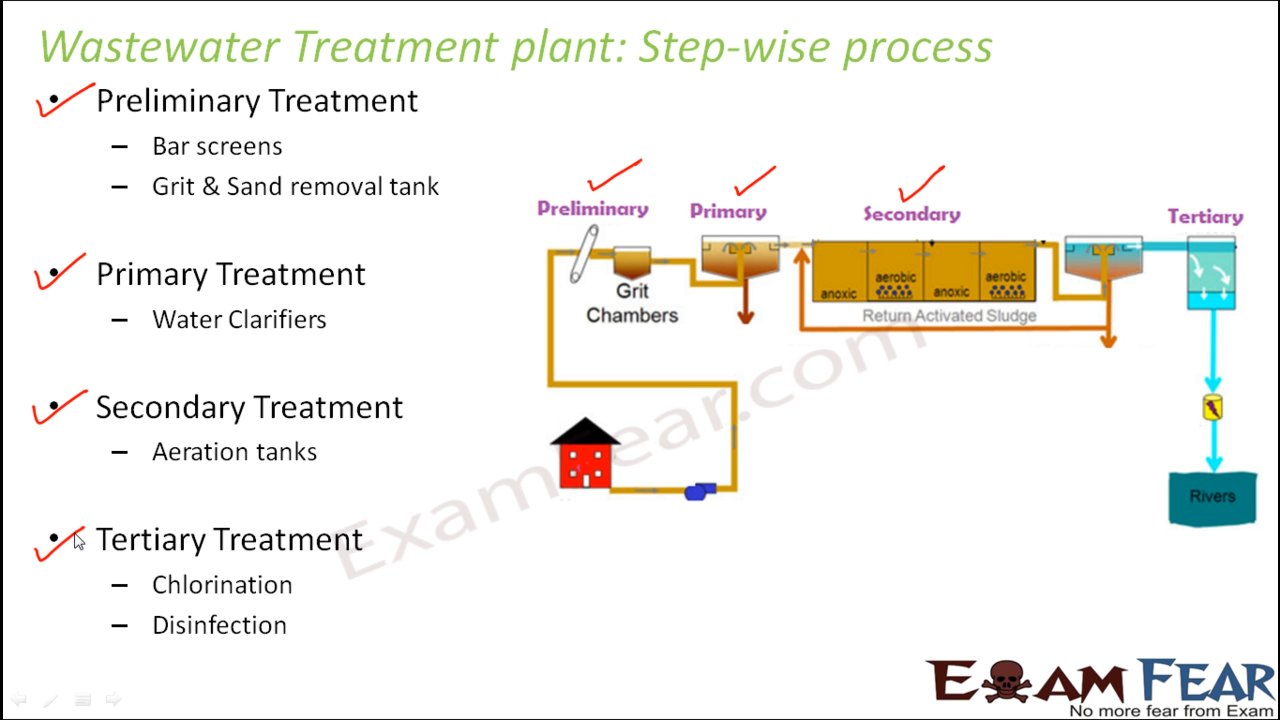 Wastewater Treatment plant: Step-wise process
• Preliminary Treatment
– Bar screens
– Grit & Sand removal tank
• Primary Treatment
– Water Clarifiers
• Secondary Treatment
– Aeration tanks
• Tertiary Treatment
– Chlorination
– Disinfection
Preliminary
Primary
Secondary
Tertiary
Grit
Chambers
anoxic
aerobic
anoxic
aerobic
Return Activated Sludge
Rivers
ExamFear.com
EXAM FEAR
No more fear from Exam